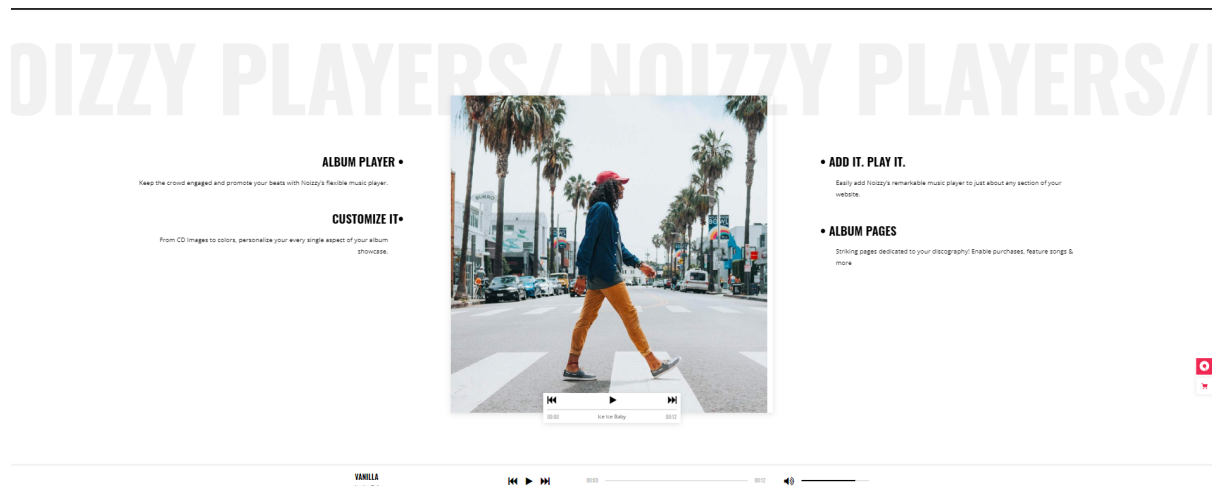 OIZZY PLAYERS/ NOIZZY PLAYERS/
ALBUM PLAYER •
Keep the crowd engaged and promote your beats with Noizzy's flexible music player.
CUSTOMIZE IT•
From CD Images to colors, personalize your every single aspect of your album
showcase.
• ADD IT. PLAY IT.
Easily add Noizzy's remarkable music player to just about any section of your
website.
• ALBUM PAGES
Striking pages dedicated to your discography! Enable purchases, feature songs &
more
00:00 Ice Ice Baby 00:12
VANILLA
00:00 00:12